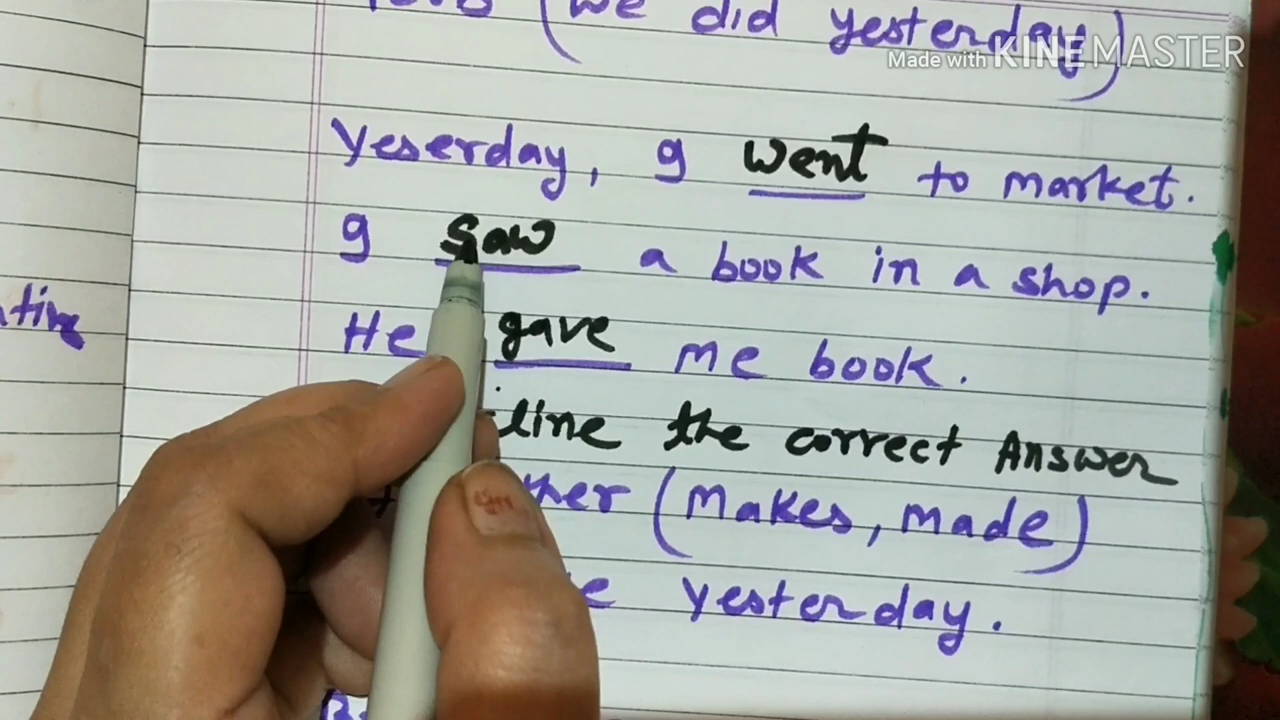 (we did yesterday)
Made with KINEMASTER
Yeserday, I went to market.
I saw a book in a shop.
He gave me book.
line the correct Answer
ther (Makes, made)
yesterday.